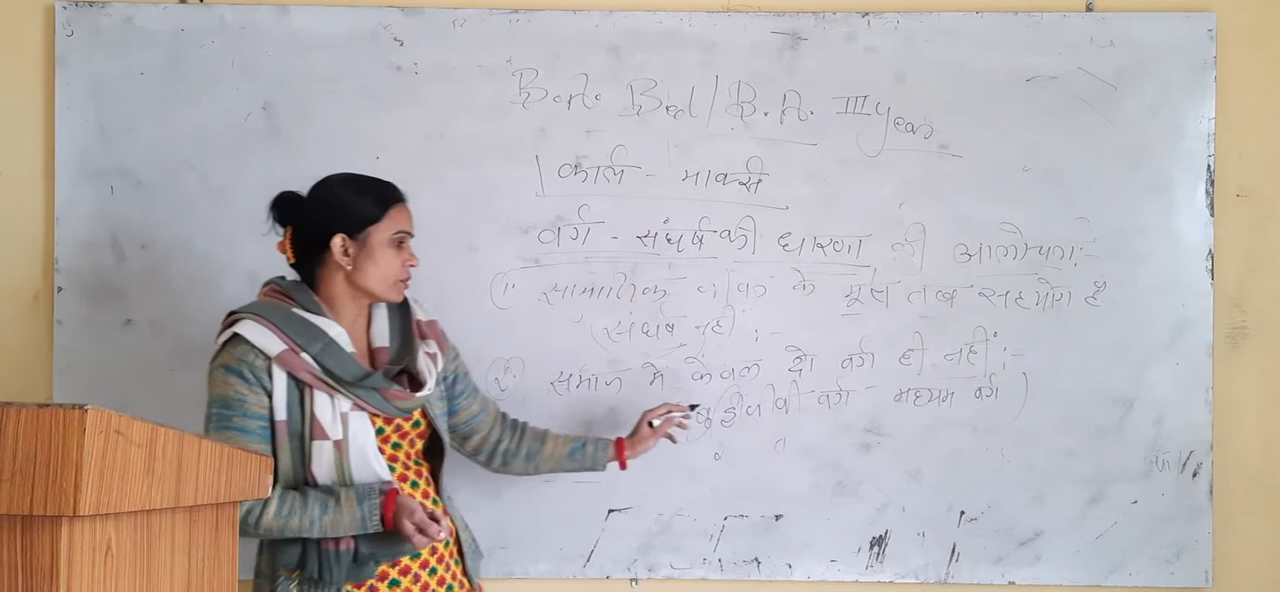 B.A. Bed/B.A. III Year
कार्ल - मार्क्स
वर्ग - संघर्ष की धारणा की आलोचना:-
(1. सामाजिक जीवन के मूल तत्व सहयोग है
(संघर्ष नहीं :-
(2. समाज में केवल दो वर्ग ही नहीं :-
(बुद्धिजीवी वर्ग मध्यम वर्ग)